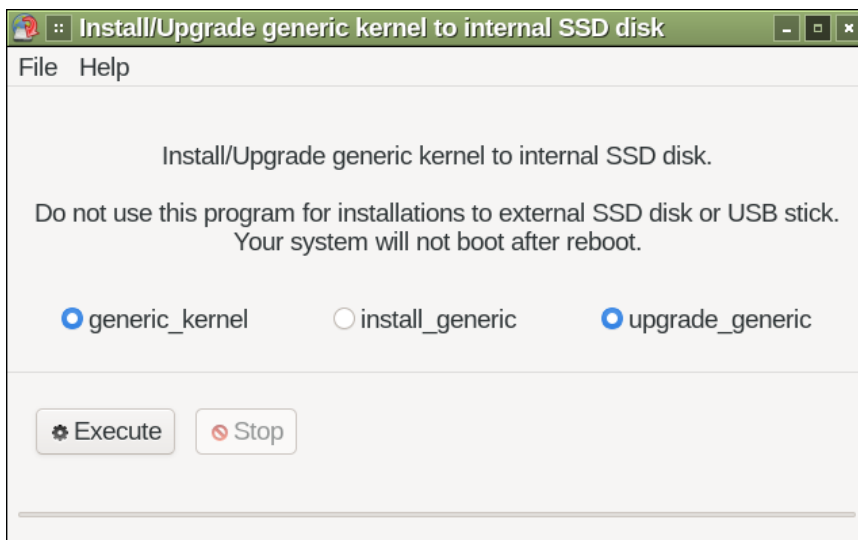 Install/Upgrade generic kernel to internal SSD disk
File Help
Install/Upgrade generic kernel to internal SSD disk.
Do not use this program for installations to external SSD disk or USB stick.
Your system will not boot after reboot.
generic_kernel install_generic upgrade_generic
Execute Stop